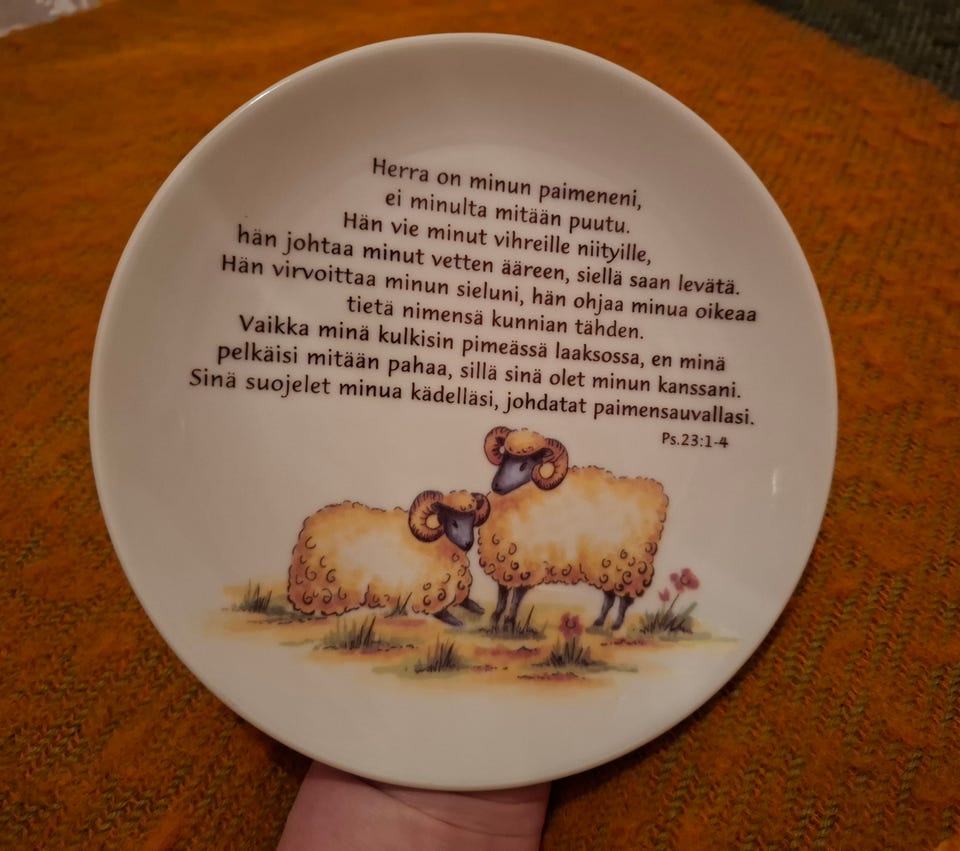 Herra on minun paimeneni,
ei minulta mitään puutu.
Hän vie minut vihreille niityille,
hän johtaa minut vetten ääreen, siellä saan levätä.
Hän virvoittaa minun sieluni, hän ohjaa minua oikeaa
tietä nimensä kunnian tähden.
Vaikka minä kulkisin pimeässä laaksossa, en minä
pelkäisi mitään pahaa, sillä sinä olet minun kanssani.
Sinä suojelet minua kädelläsi, johdatat paimensauvallasi.
Ps.23:1-4